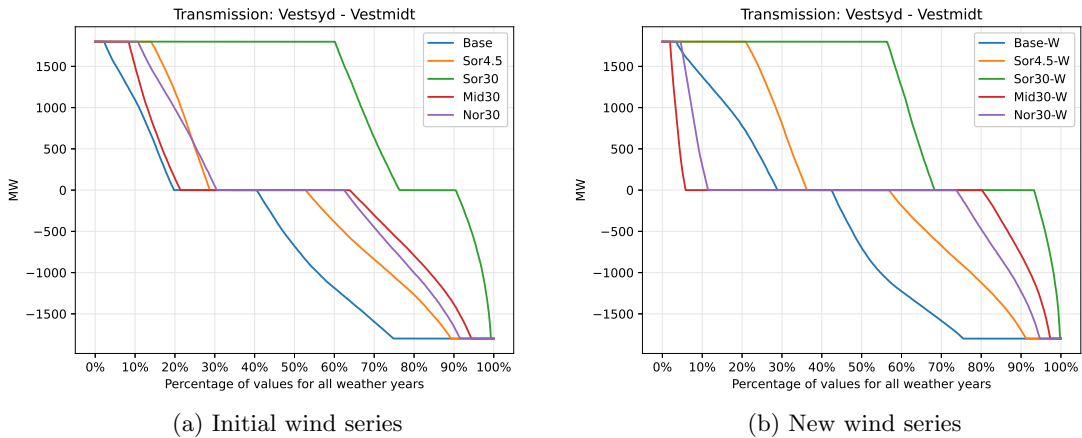 Transmission: Vestsyd - Vestmidt
MW
1500
1000
500
0
−500
−1000
−1500
0% 10% 20% 30% 40% 50% 60% 70% 80% 90% 100%
Percentage of values for all weather years
Base
Sor4.5
Sor30
Mid30
Nor30
(a) Initial wind series
Transmission: Vestsyd - Vestmidt
MW
1500
1000
500
0
−500
−1000
−1500
0% 10% 20% 30% 40% 50% 60% 70% 80% 90% 100%
Percentage of values for all weather years
Base-W
Sor4.5-W
Sor30-W
Mid30-W
Nor30-W
(b) New wind series